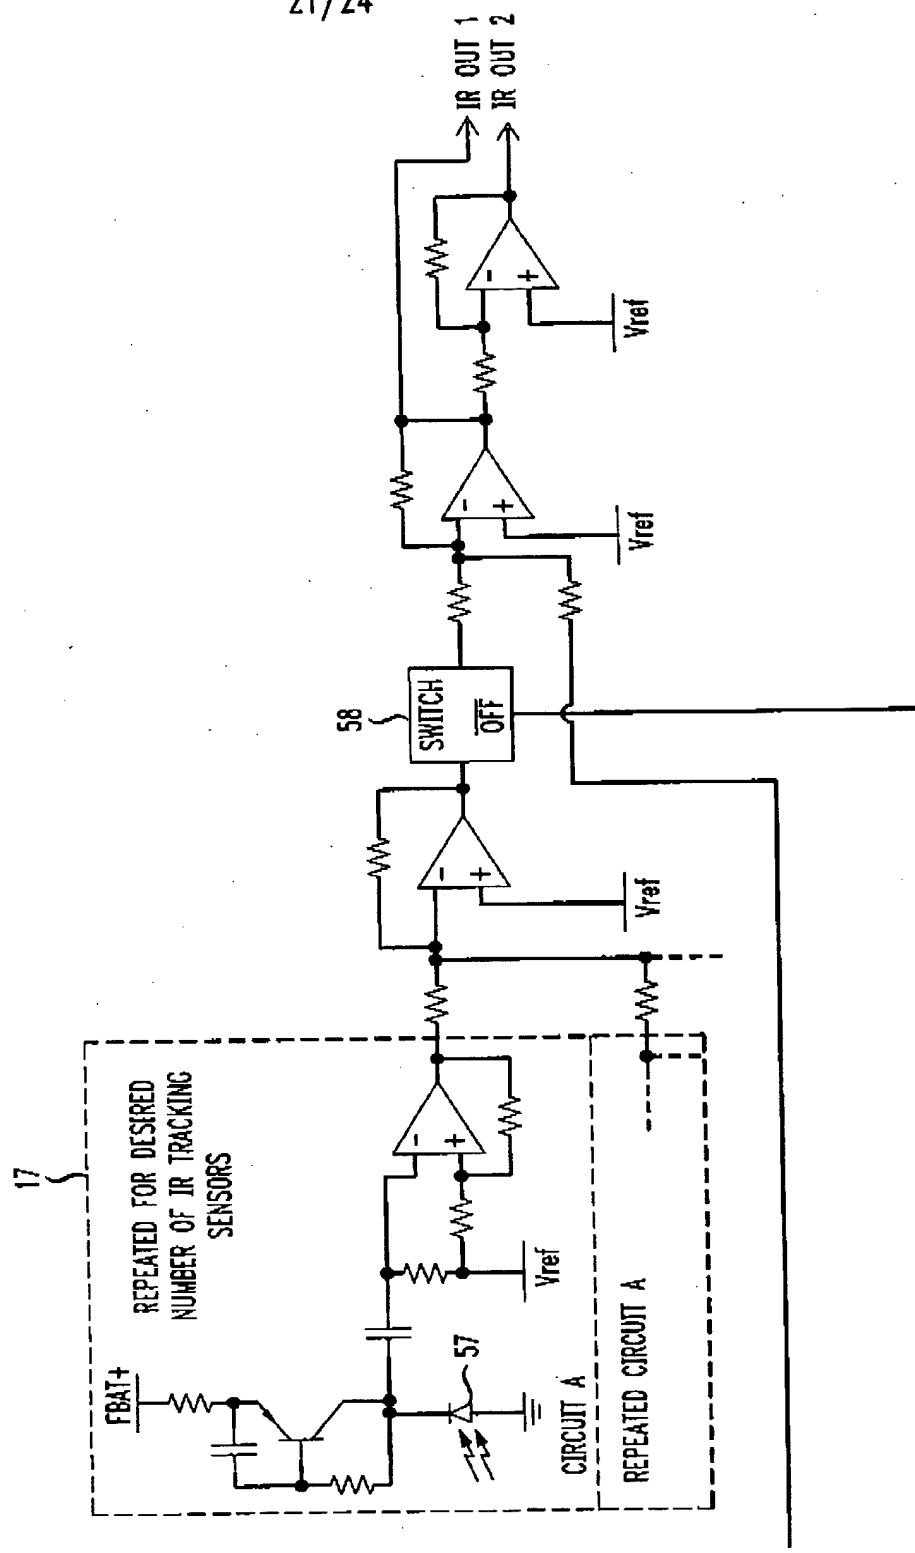 21/24
17
REPEATED FOR DESIRED
NUMBER OF IR TRACKING
SENSORS
FBAT+
57
Vref
CIRCUIT A
REPEATED CIRCUIT A
-
+
-
+
Vref
58
SWITCH
OFF
-
+
Vref
-
+
Vref
IR OUT 1
IR OUT 2